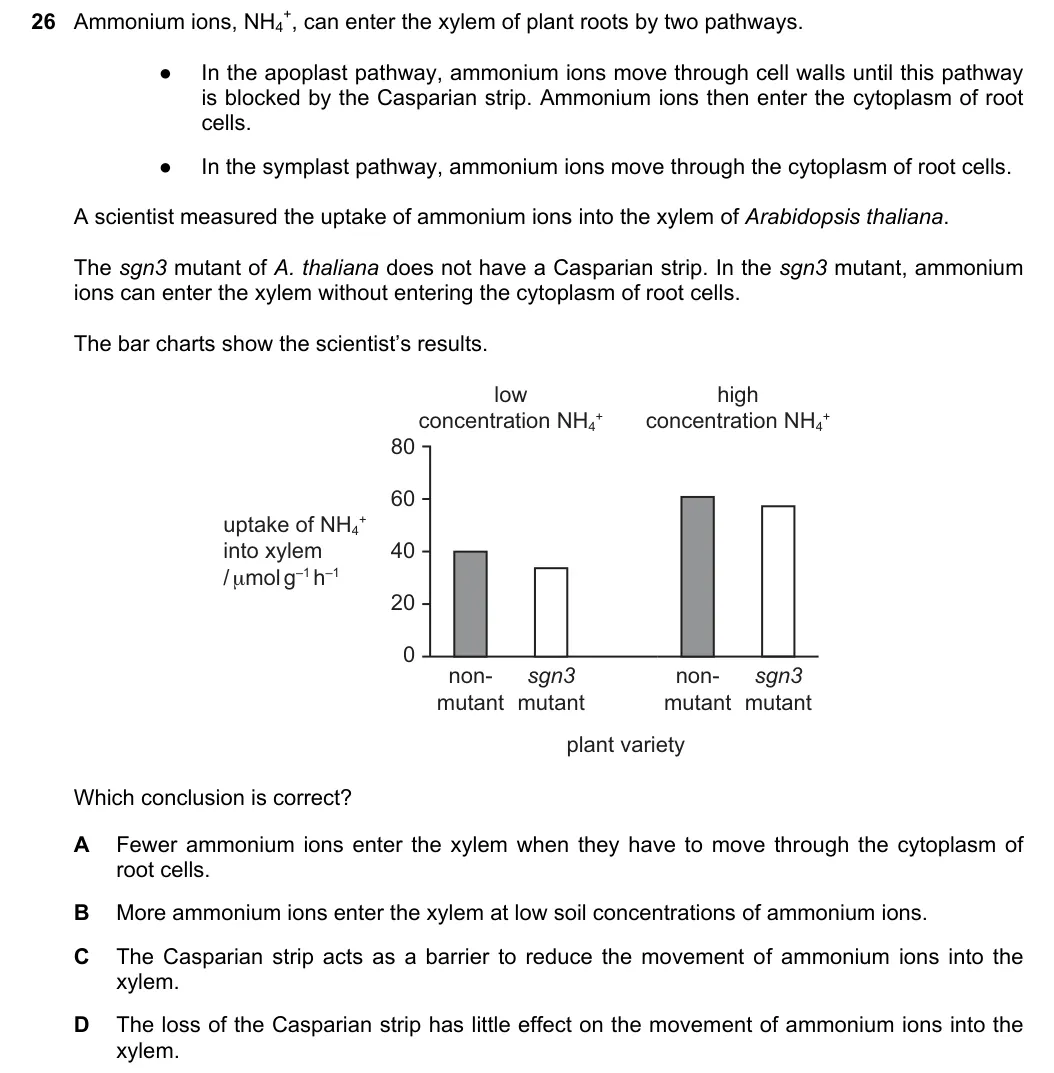 26 Ammonium ions, NH₄⁺, can enter the xylem of plant roots by two pathways.
● In the apoplast pathway, ammonium ions move through cell walls until this pathway
is blocked by the Casparian strip. Ammonium ions then enter the cytoplasm of root
cells.
● In the symplast pathway, ammonium ions move through the cytoplasm of root cells.
A scientist measured the uptake of ammonium ions into the xylem of Arabidopsis thaliana.
The sgn3 mutant of A. thaliana does not have a Casparian strip. In the sgn3 mutant, ammonium
ions can enter the xylem without entering the cytoplasm of root cells.
The bar charts show the scientist's results.
low high
concentration NH₄⁺ concentration NH₄⁺
80
60
uptake of NH₄⁺
into xylem
/ μmol g⁻¹ h⁻¹
40
20
0
non- sgn3 non- sgn3
mutant mutant mutant mutant
plant variety
Which conclusion is correct?
A Fewer ammonium ions enter the xylem when they have to move through the cytoplasm of
root cells.
B More ammonium ions enter the xylem at low soil concentrations of ammonium ions.
C The Casparian strip acts as a barrier to reduce the movement of ammonium ions into the
xylem.
D The loss of the Casparian strip has little effect on the movement of ammonium ions into the
xylem.